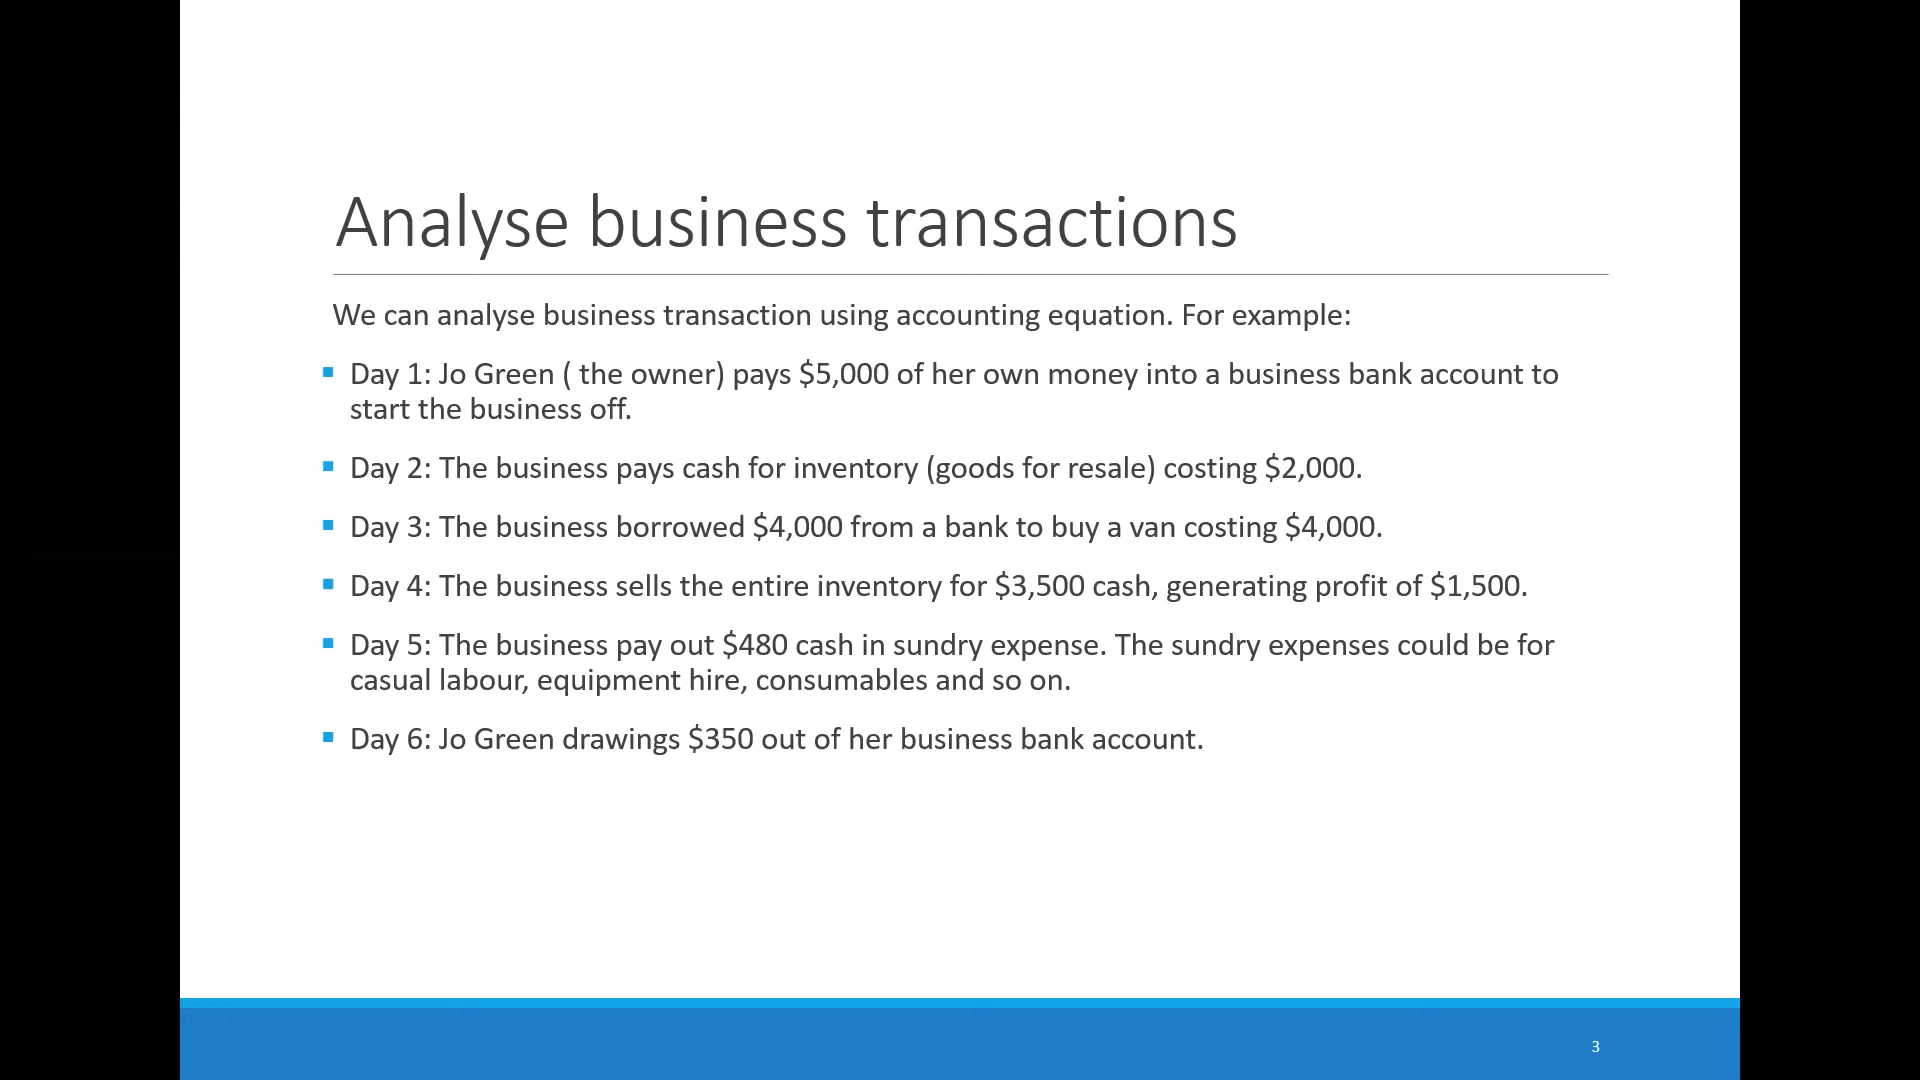 Analyse business transactions
We can analyse business transaction using accounting equation. For example:
Day 1: Jo Green ( the owner) pays $5,000 of her own money into a business bank account to
start the business off.
Day 2: The business pays cash for inventory (goods for resale) costing $2,000.
Day 3: The business borrowed $4,000 from a bank to buy a van costing $4,000.
Day 4: The business sells the entire inventory for $3,500 cash, generating profit of $1,500.
Day 5: The business pay out $480 cash in sundry expense. The sundry expenses could be for
casual labour, equipment hire, consumables and so on.
Day 6: Jo Green drawings $350 out of her business bank account.
3